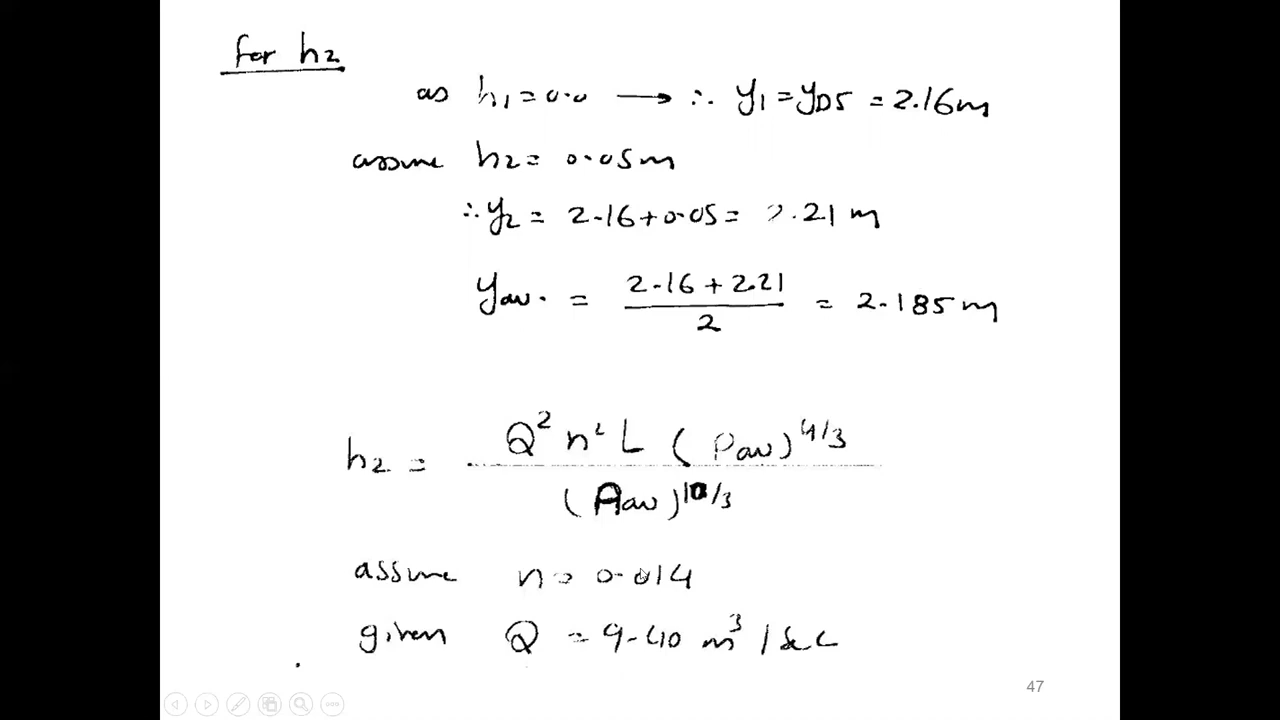 For h2
as h1 = 0.0 → ∴ y1 = yDS = 2.16 m
assume h2 = 0.05 m
∴ y2 = 2.16 + 0.05 = 2.21 m
yav. = (2.16 + 2.21) / 2 = 2.185 m
h2 = Q² n² L (Pav)^4/3 / (Aav)^10/3
assume n = 0.014
given Q = 9.40 m³/sec
47